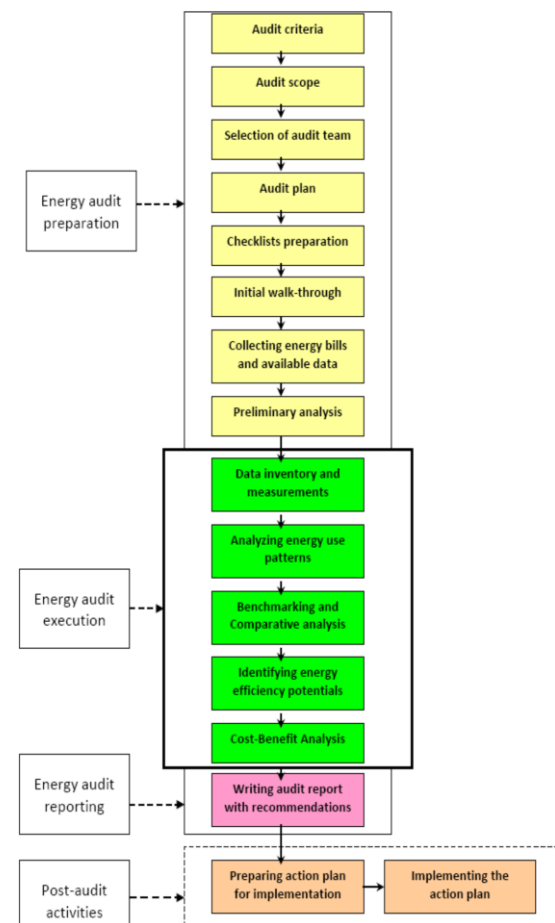 Audit criteria
Audit scope
Selection of audit team
Energy audit
preparation
Audit plan
Checklists preparation
Initial walk-through
Collecting energy bills
and available data
Preliminary analysis
Data inventory and
measurements
Analyzing energy use
patterns
Energy audit
execution
Benchmarking and
Comparative analysis
Identifying energy
efficiency potentials
Cost-Benefit Analysis
Energy audit
reporting
Writing audit report
with recommendations
Post-audit
activities
Preparing action plan
for implementation
Implementing the
action plan